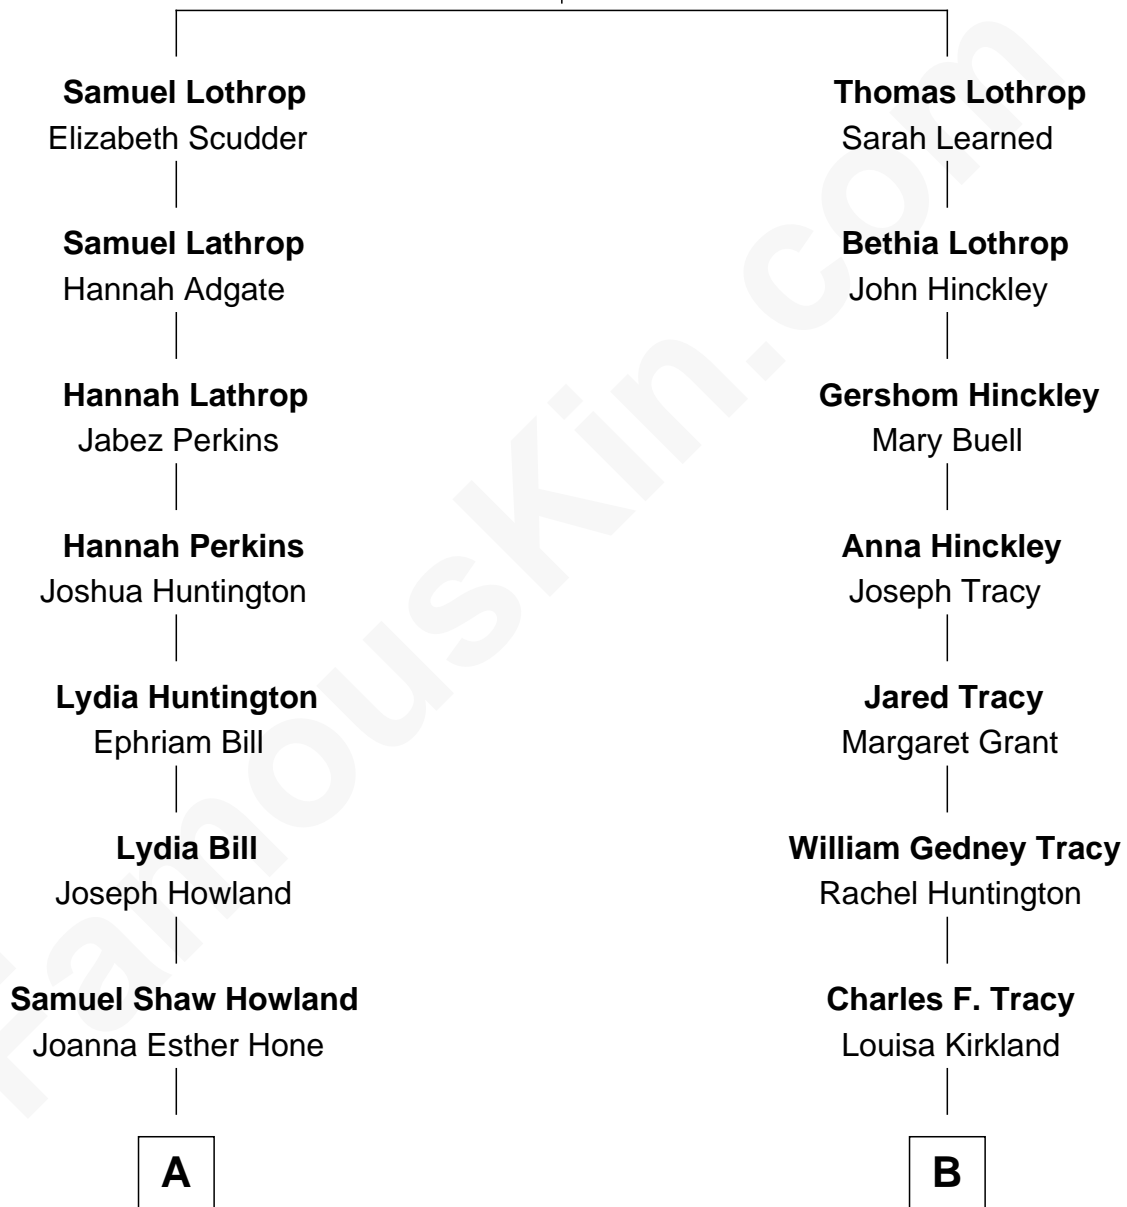 Samuel Lothrop
Elizabeth Scudder
Samuel Lathrop
Hannah Adgate
Hannah Lathrop
Jabez Perkins
Hannah Perkins
Joshua Huntington
Lydia Huntington
Ephriam Bill
Lydia Bill
Joseph Howland
Samuel Shaw Howland
Joanna Esther Hone
A
Thomas Lothrop
Sarah Learned
Bethia Lothrop
John Hinckley
Gershom Hinckley
Mary Buell
Anna Hinckley
Joseph Tracy
Jared Tracy
Margaret Grant
William Gedney Tracy
Rachel Huntington
Charles F. Tracy
Louisa Kirkland
B
FamousKin.com